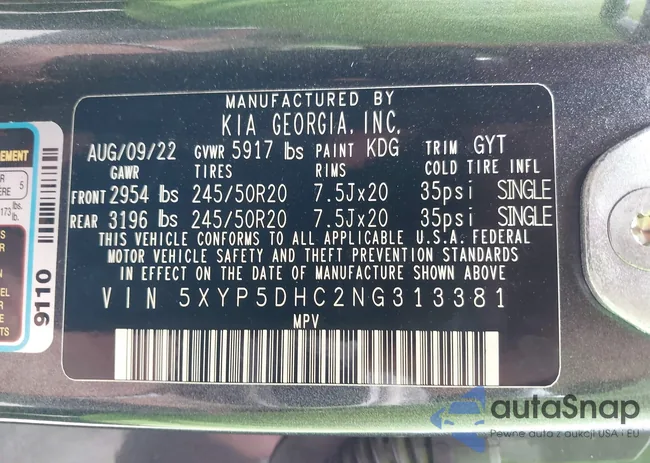 MANUFACTURED BY
KIA GEORGIA, INC.
AUG/09/22 GVWR 5917 lbs PAINT KDG TRIM GYT
GAWR TIRES RIMS COLD TIRE INFL
FRONT 2954 lbs 245/50R20 7.5Jx20 35psi SINGLE
REAR 3196 lbs 245/50R20 7.5Jx20 35psi SINGLE
THIS VEHICLE CONFORMS TO ALL APPLICABLE U.S.A. FEDERAL
MOTOR VEHICLE SAFETY AND THEFT PREVENTION STANDARDS
IN EFFECT ON THE DATE OF MANUFACTURE SHOWN ABOVE
VIN 5XYP5DHC2NG313381
MPV
9110
autaSnap
Pewne auto z aukcji USA i EU